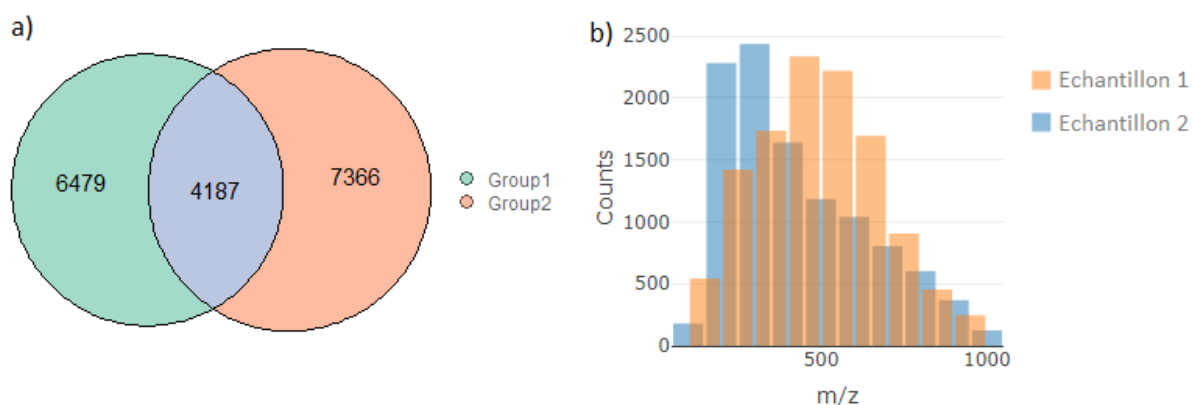 a)
6479
4187
7366
Group1
Group2
b)
2500
2000
1500
1000
500
0
Counts
500
1000
m/z
Echantillon 1
Echantillon 2